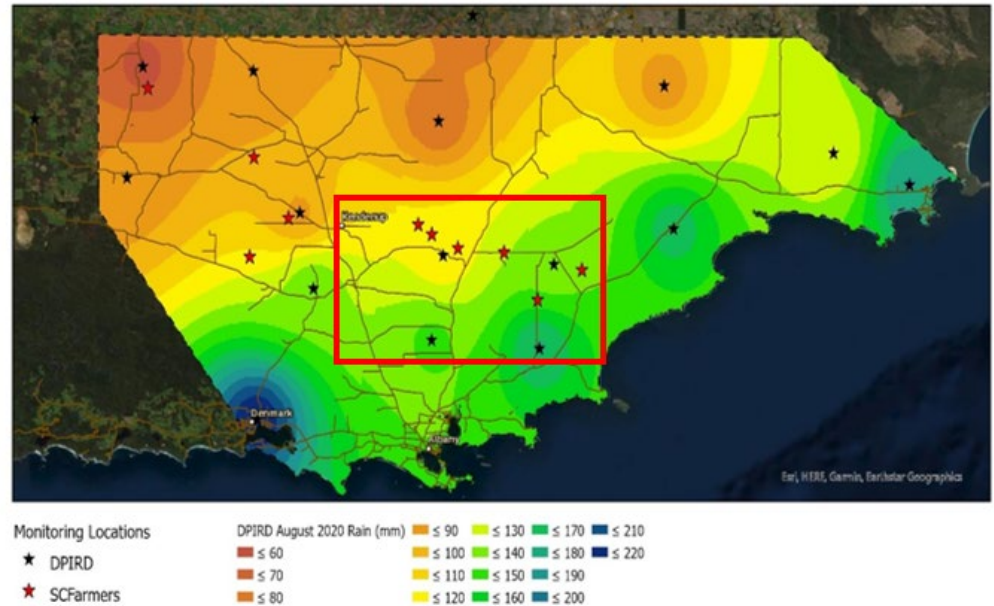 Kendenup
Denmark
Albany
Esri, HERE, Garmin, Earthstar Geographics
Monitoring Locations
DPIRD
SCFarmers
DPIRD August 2020 Rain (mm)
≤ 60
≤ 70
≤ 80
≤ 90
≤ 100
≤ 110
≤ 120
≤ 130
≤ 140
≤ 150
≤ 160
≤ 170
≤ 180
≤ 190
≤ 200
≤ 210
≤ 220